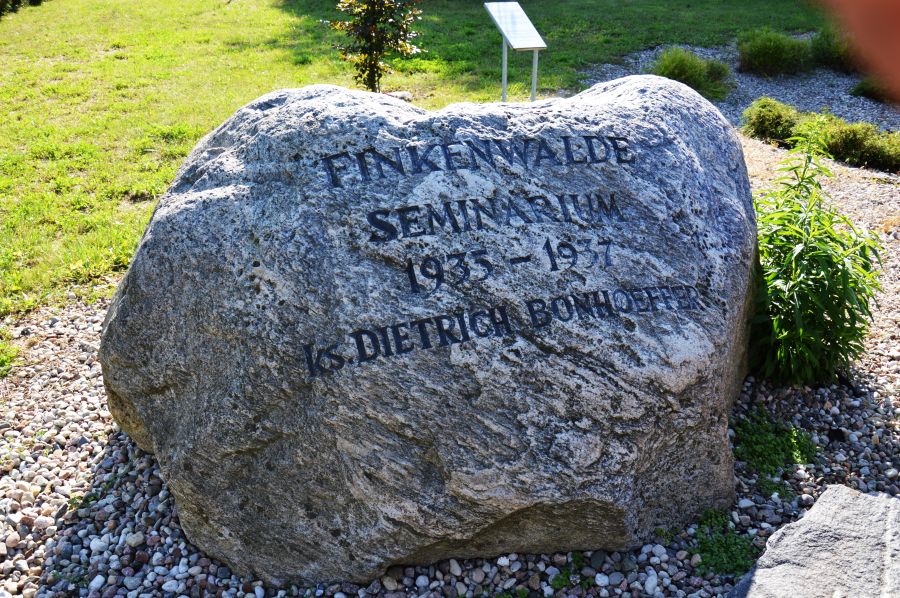 FINKENWALDE
SEMINARIUM
1935 - 1937
ks. DIETRICH BONHOEFFER